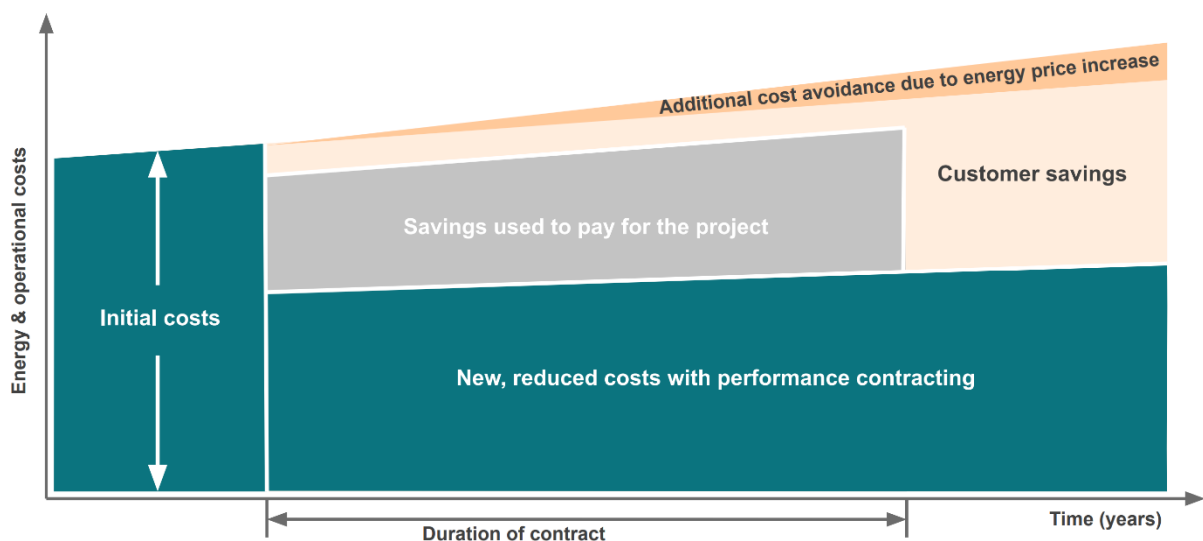 Energy & operational costs
Additional cost avoidance due to energy price increase
Customer savings
Savings used to pay for the project
Initial costs
New, reduced costs with performance contracting
Duration of contract
Time (years)